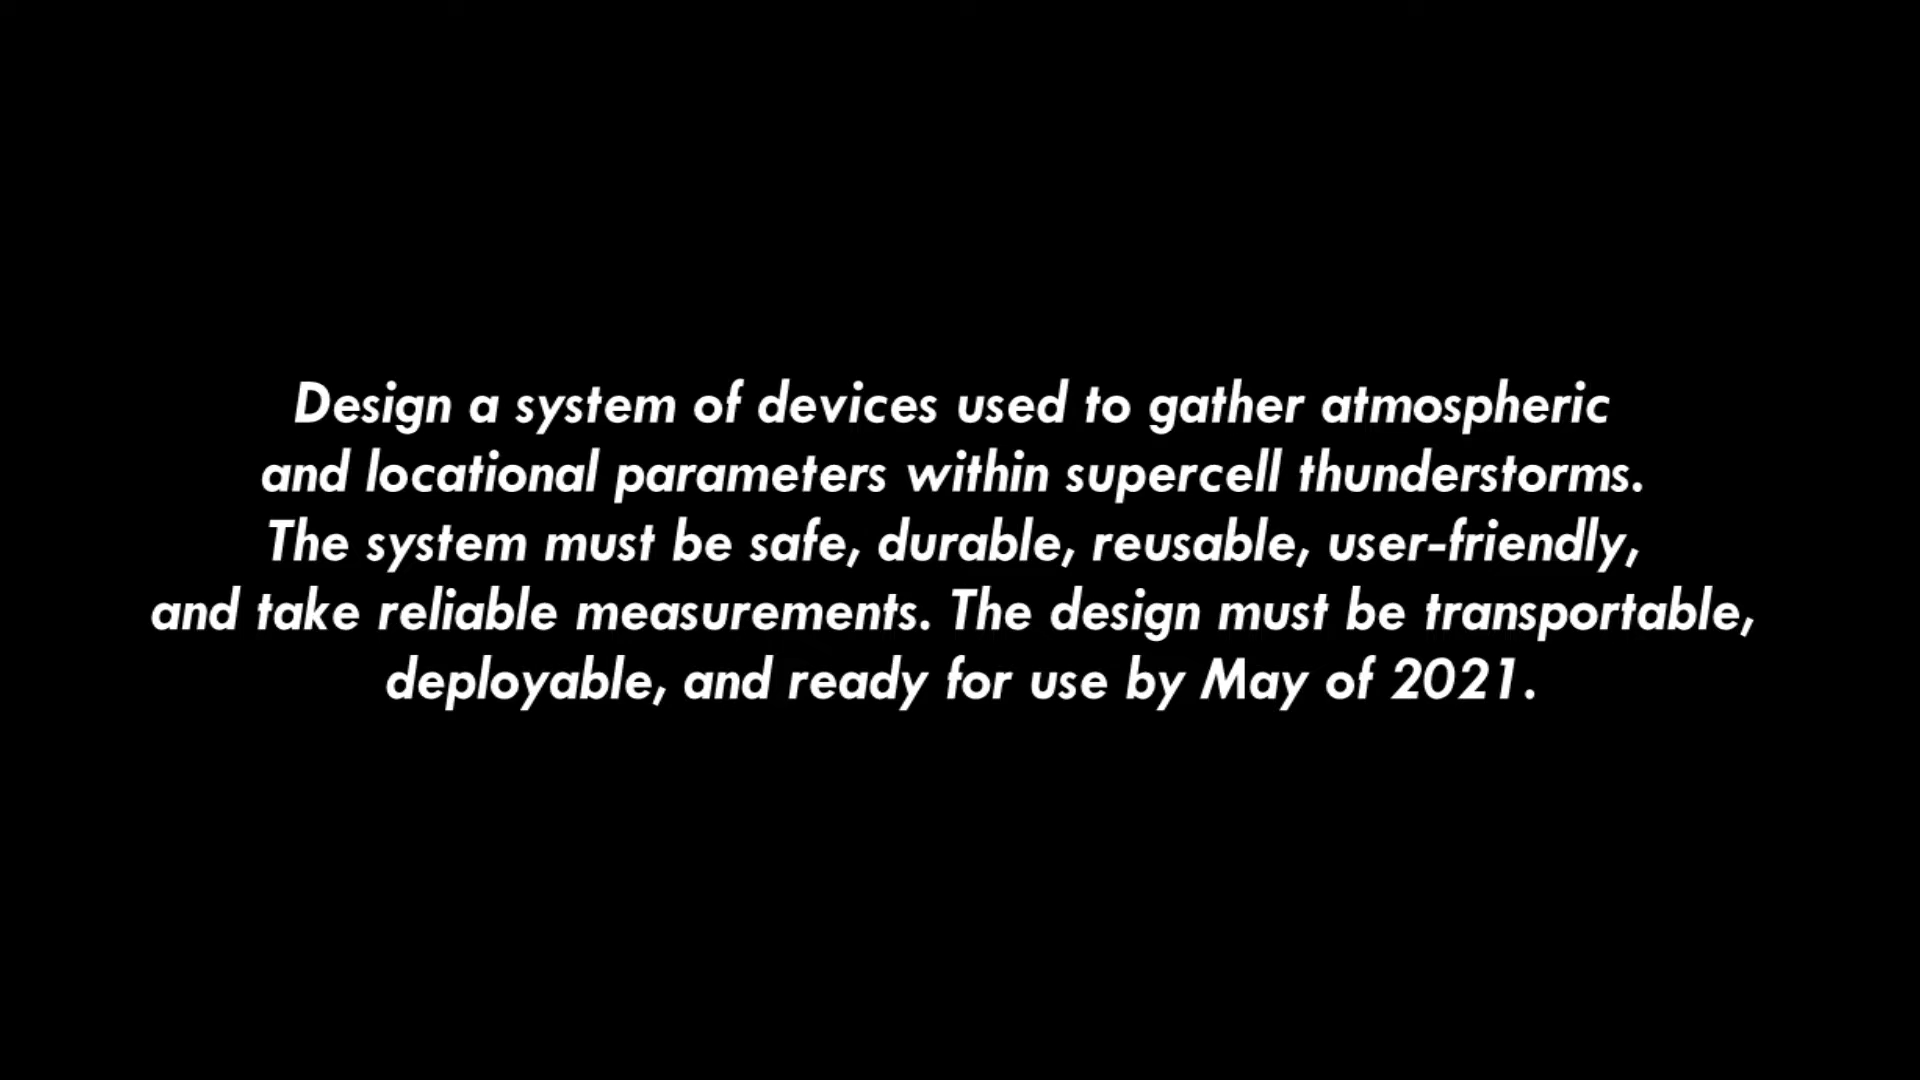 Design a system of devices used to gather atmospheric
and locational parameters within supercell thunderstorms.
The system must be safe, durable, reusable, user-friendly,
and take reliable measurements. The design must be transportable,
deployable, and ready for use by May of 2021.